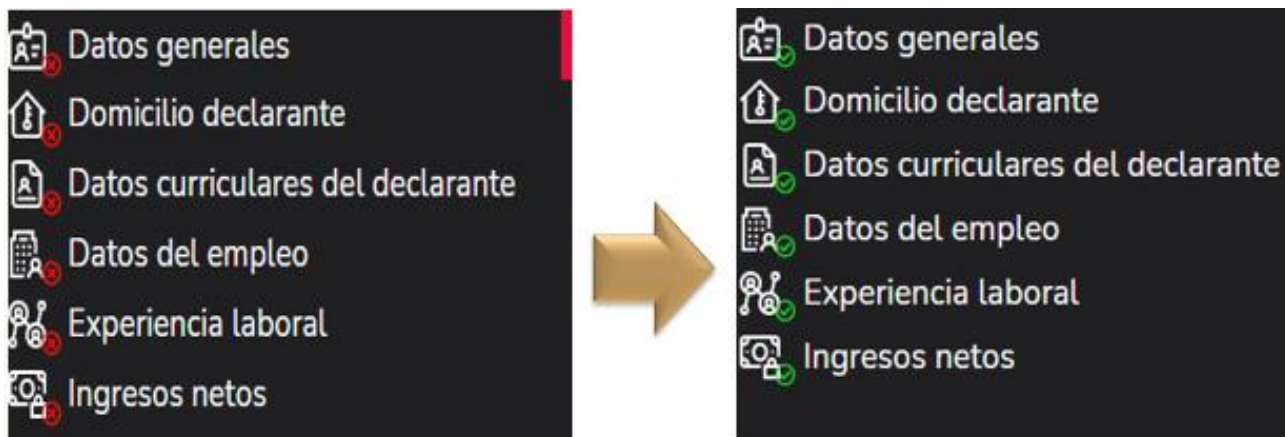 Datos generales
Domicilio declarante
Datos curriculares del declarante
Datos del empleo
Experiencia laboral
Ingresos netos
Datos generales
Domicilio declarante
Datos curriculares del declarante
Datos del empleo
Experiencia laboral
Ingresos netos